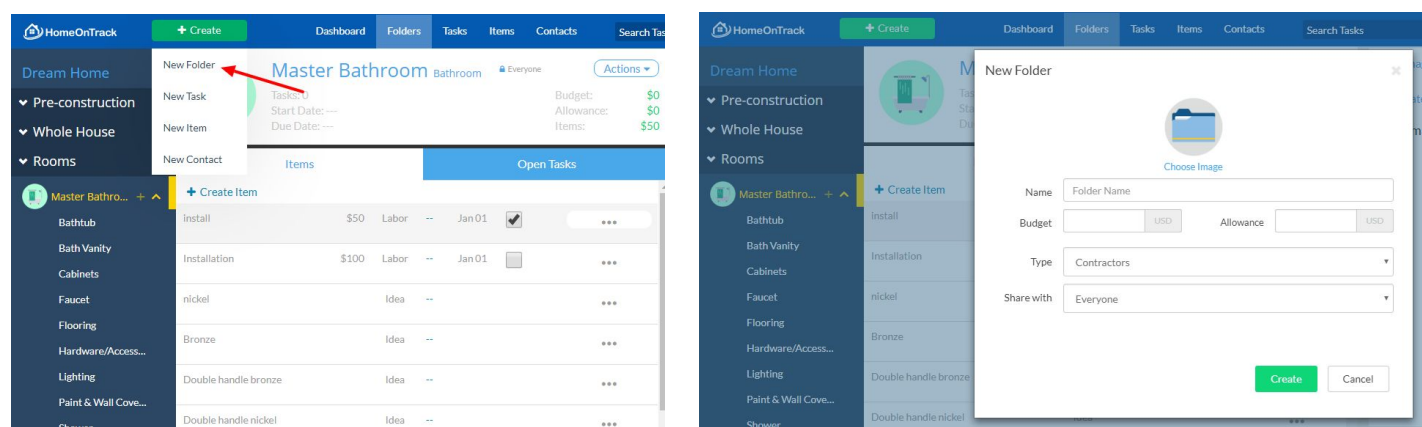 HomeOnTrack + Create Dashboard Folders Tasks Items Contacts Search Tas
New Folder
New Task
New Item
New Contact
Dream Home
Pre-construction
Whole House
Rooms
Master Bathro... +
Bathtub
Bath Vanity
Cabinets
Faucet
Flooring
Hardware/Access...
Lighting
Paint & Wall Cove...
Shower
Master Bathroom Bathroom Everyone Actions
Tasks: 0 Budget: $0
Start Date: --- Allowance: $0
Due Date: --- Items: $50
Items Open Tasks
+ Create Item
install $50 Labor -- Jan 01 ...
Installation $100 Labor -- Jan 01 ...
nickel Idea -- ...
Bronze Idea -- ...
Double handle bronze Idea -- ...
Double handle nickel Idea -- ...
HomeOnTrack + Create Dashboard Folders Tasks Items Contacts Search Tasks
Dream Home
Pre-construction
Whole House
Rooms
Master Bathro... +
Bathtub
Bath Vanity
Cabinets
Faucet
Flooring
Hardware/Access...
Lighting
Paint & Wall Cove...
Shower
+ Create Item
install
Installation
nickel
Bronze
Double handle bronze
Double handle nickel
New Folder ×
Choose Image
Name Folder Name
Budget USD Allowance USD
Type Contractors
Share with Everyone
Create Cancel